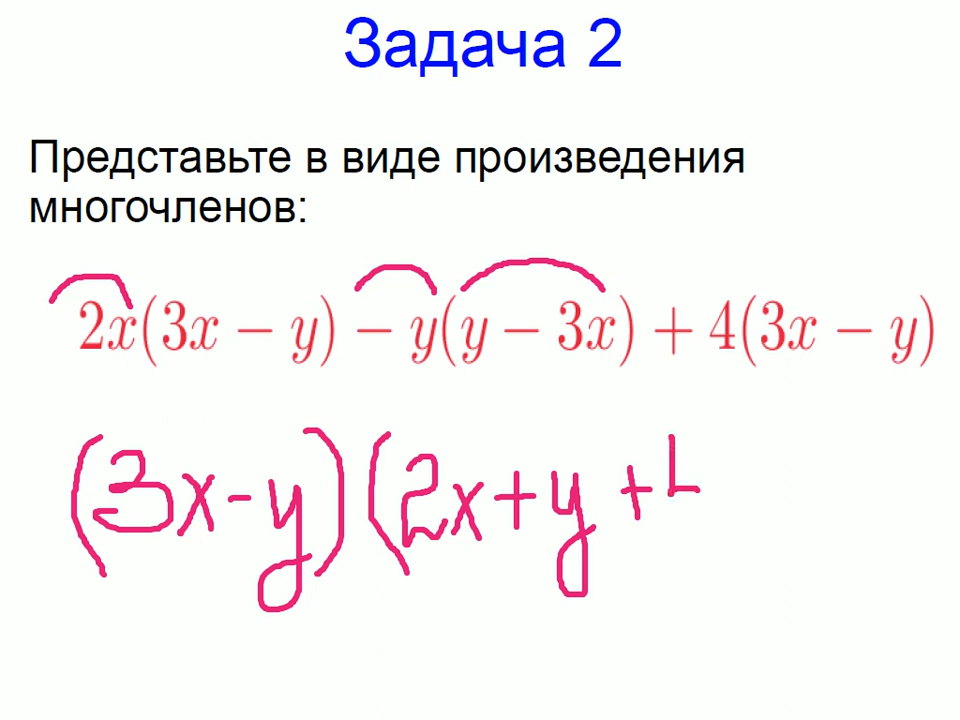 Задача 2
Представьте в виде произведения
многочленов:
2x(3x − y) − y(y − 3x) + 4(3x − y)
(3x-y)(2x+y+